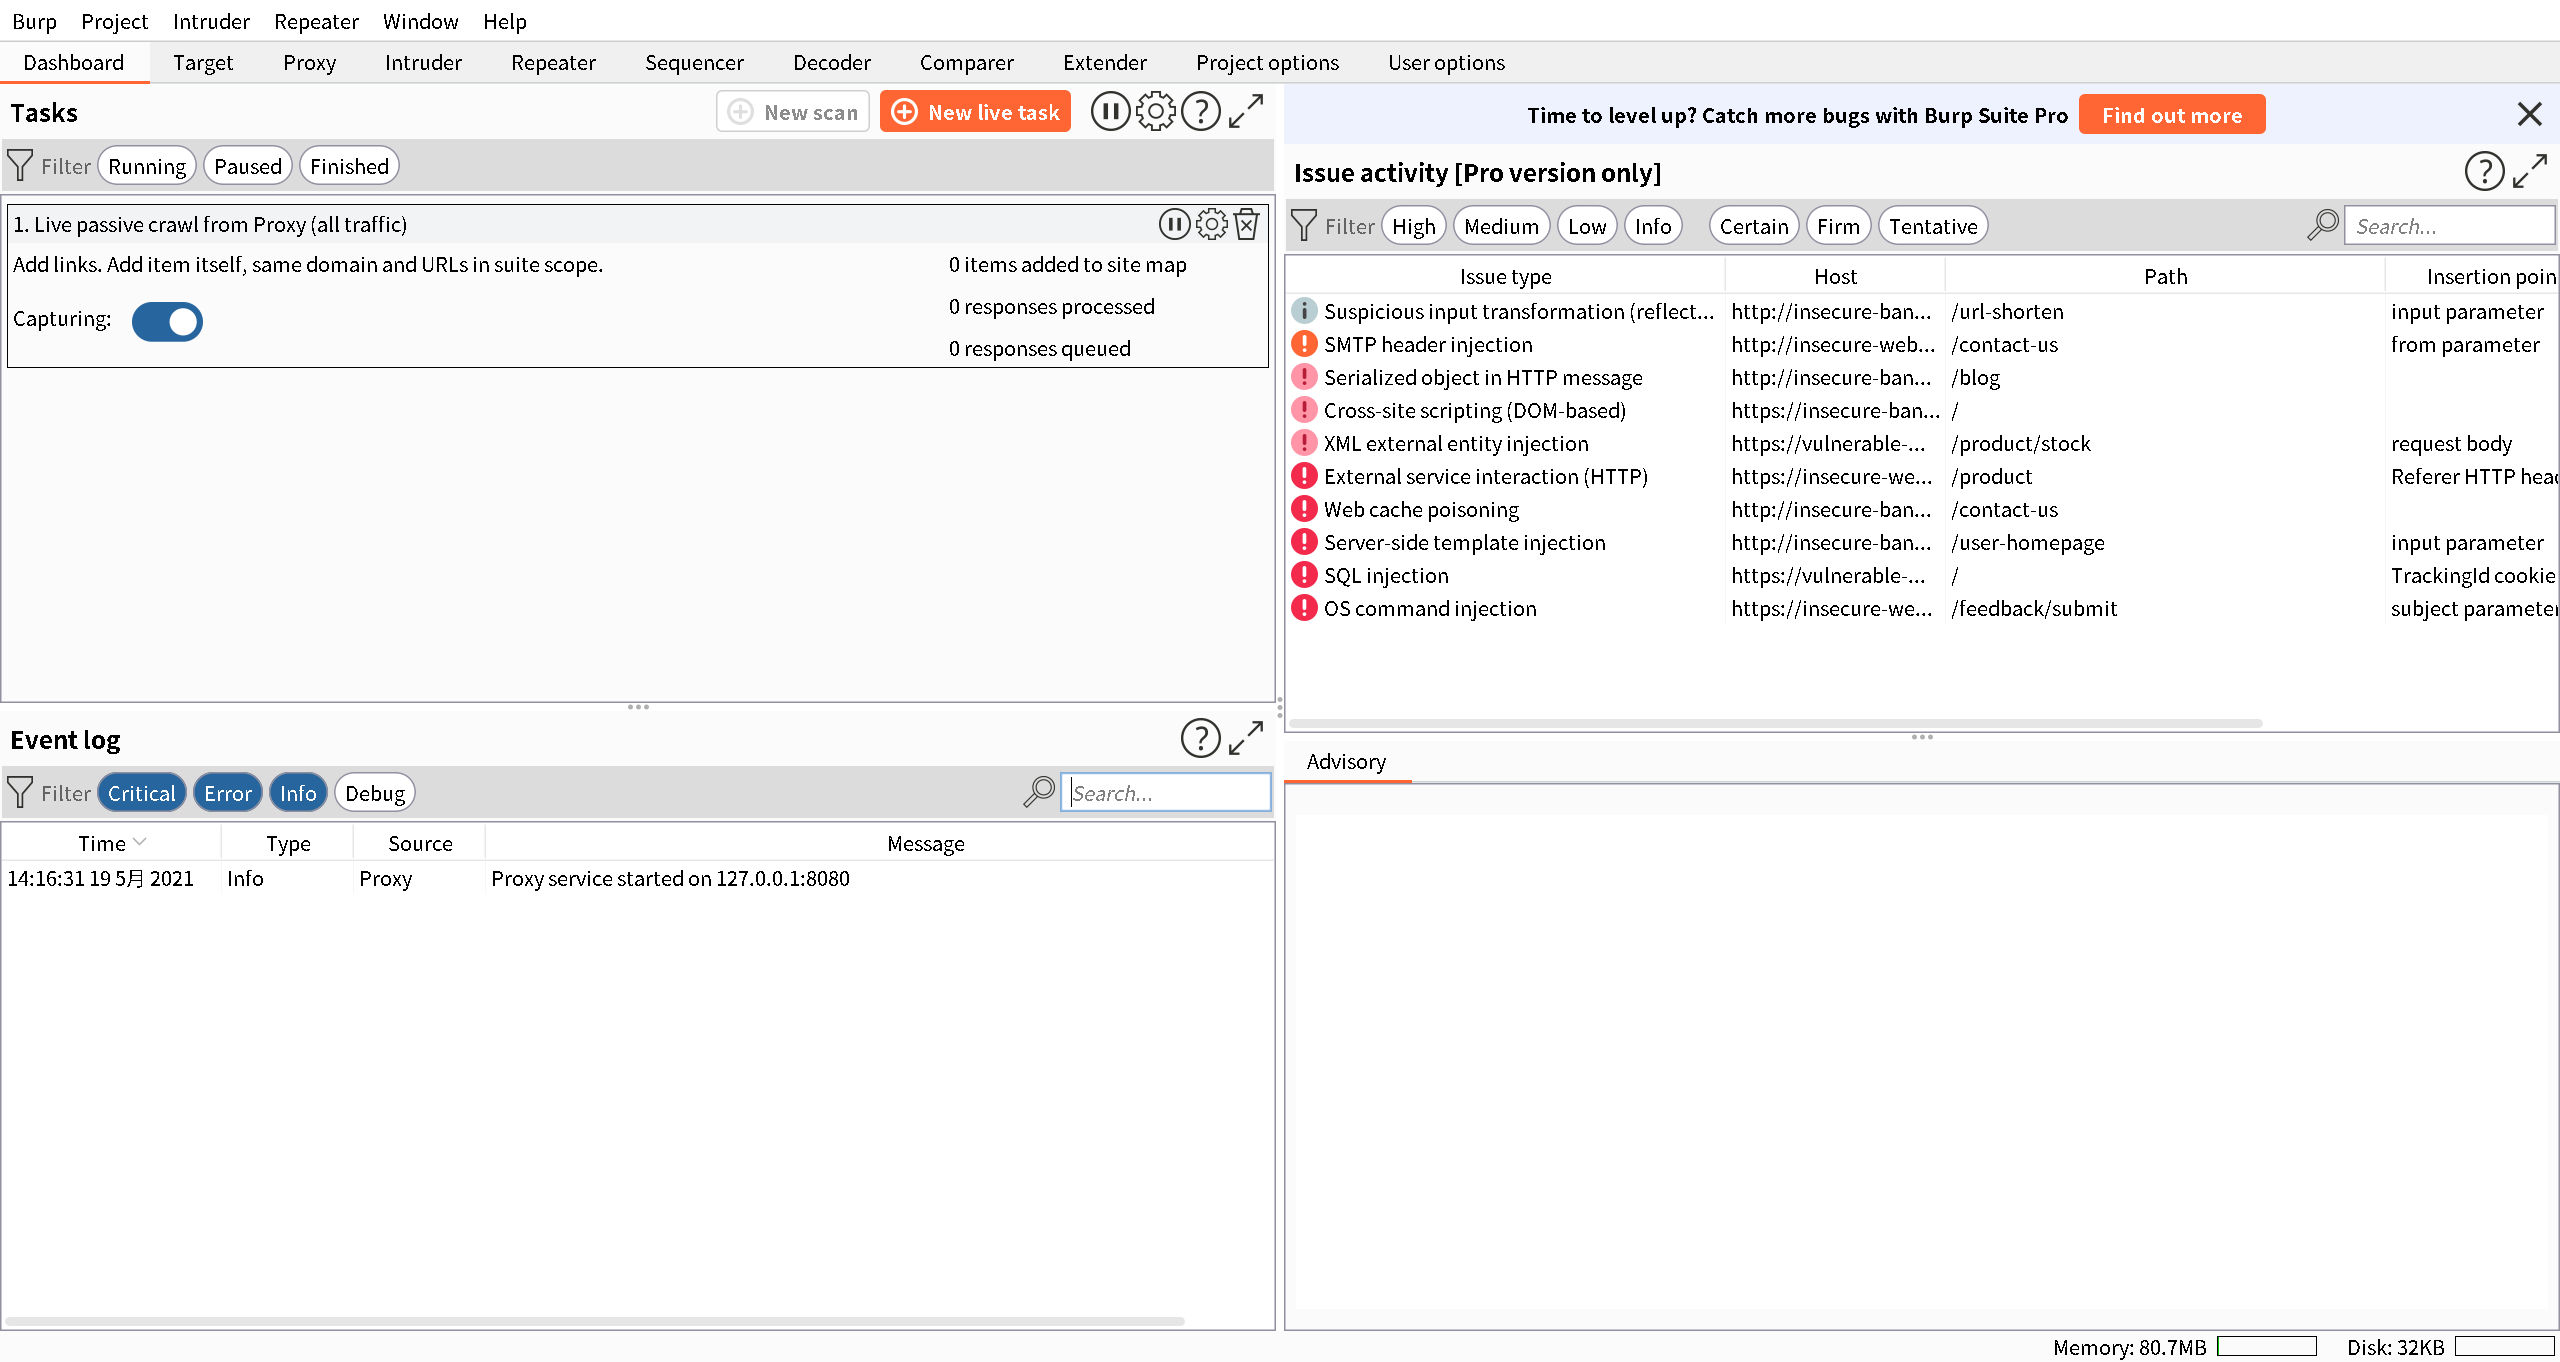 Burp Project Intruder Repeater Window Help
Dashboard Target Proxy Intruder Repeater Sequencer Decoder Comparer Extender Project options User options
Tasks
New scan
New live task
Filter Running Paused Finished
1. Live passive crawl from Proxy (all traffic)
Add links. Add item itself, same domain and URLs in suite scope.
0 items added to site map
0 responses processed
Capturing:
0 responses queued
Event log
Filter Critical Error Info Debug
Search...
Time Type Source Message
14:16:31 19 5月 2021 Info Proxy Proxy service started on 127.0.0.1:8080
Time to level up? Catch more bugs with Burp Suite Pro Find out more
Issue activity [Pro version only]
Filter High Medium Low Info Certain Firm Tentative
Search...
Issue type Host Path Insertion poin
Suspicious input transformation (reflect... http://insecure-ban... /url-shorten input parameter
SMTP header injection http://insecure-web... /contact-us from parameter
Serialized object in HTTP message http://insecure-ban... /blog
Cross-site scripting (DOM-based) https://insecure-ban... /
XML external entity injection https://vulnerable-... /product/stock request body
External service interaction (HTTP) https://insecure-we... /product Referer HTTP hea
Web cache poisoning http://insecure-ban... /contact-us
Server-side template injection http://insecure-ban... /user-homepage input parameter
SQL injection https://vulnerable-... / TrackingId cookie
OS command injection https://insecure-we... /feedback/submit subject parameter
Advisory
Memory: 80.7MB Disk: 32KB